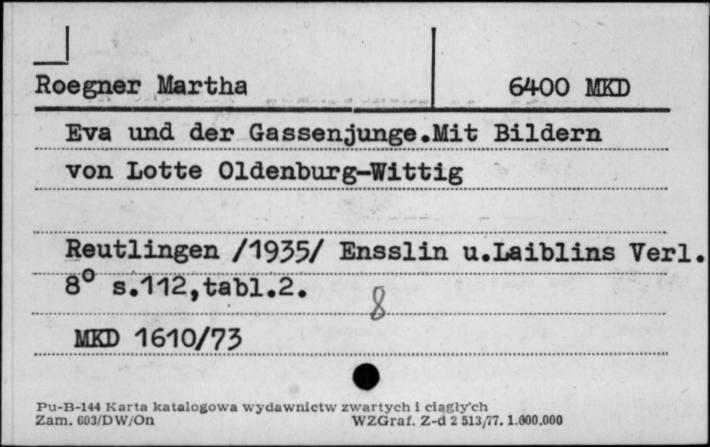 Roegner Martha 6400 MKD
Eva und der Gassenjunge.Mit Bildern
von Lotte Oldenburg-Wittig
Reutlingen /1935/ Ensslin u.Laiblins Verl.
8° s.112,tabl.2.
8
MKD 1610/73
Pu-B-144 Karta katalogowa wydawnictw zwartych i ciągłych
Zam. 603/DW/On WZGraf. Z-d 2 513/77. 1.000.000